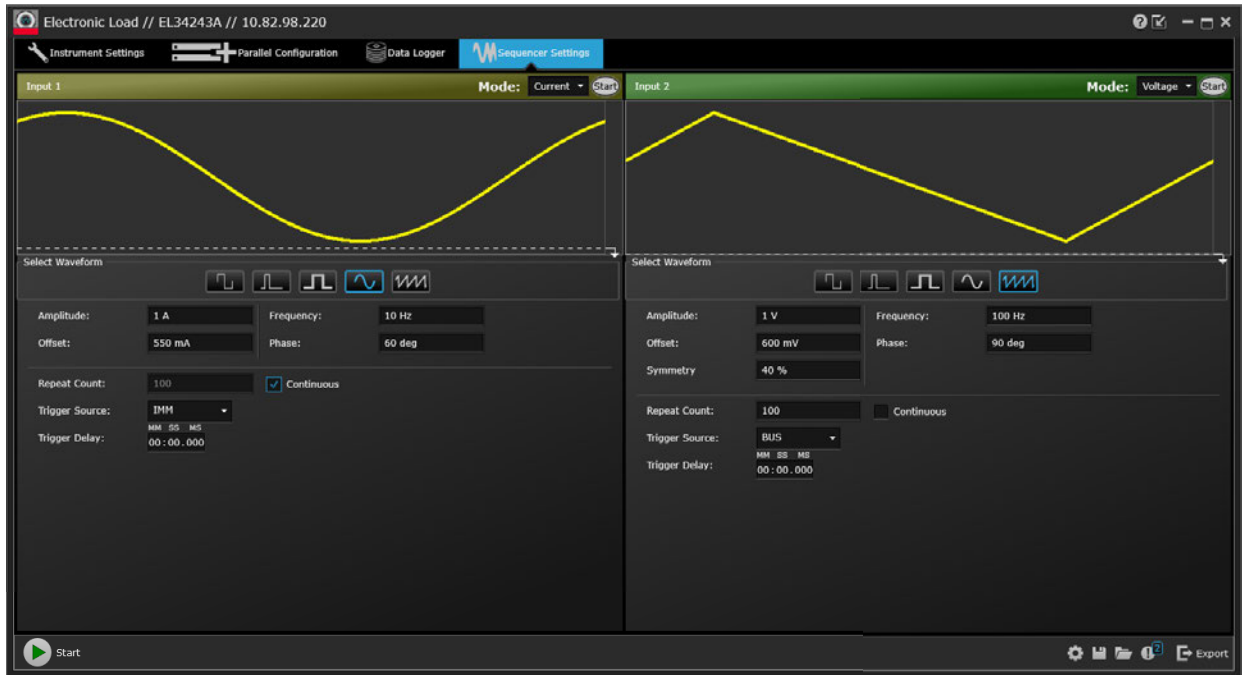 Electronic Load // EL34243A // 10.82.98.220
Instrument Settings Parallel Configuration Data Logger Sequencer Settings
Input 1 Mode: Current Start
Select Waveform
Amplitude: 1 A Frequency: 10 Hz
Offset: 550 mA Phase: 60 deg
Repeat Count: 100 Continuous
Trigger Source: IMM
MM SS MS
Trigger Delay: 00:00.000
Input 2 Mode: Voltage Start
Select Waveform
Amplitude: 1 V Frequency: 100 Hz
Offset: 600 mV Phase: 90 deg
Symmetry 40 %
Repeat Count: 100 Continuous
Trigger Source: BUS
MM SS MS
Trigger Delay: 00:00.000
Start 2 Export